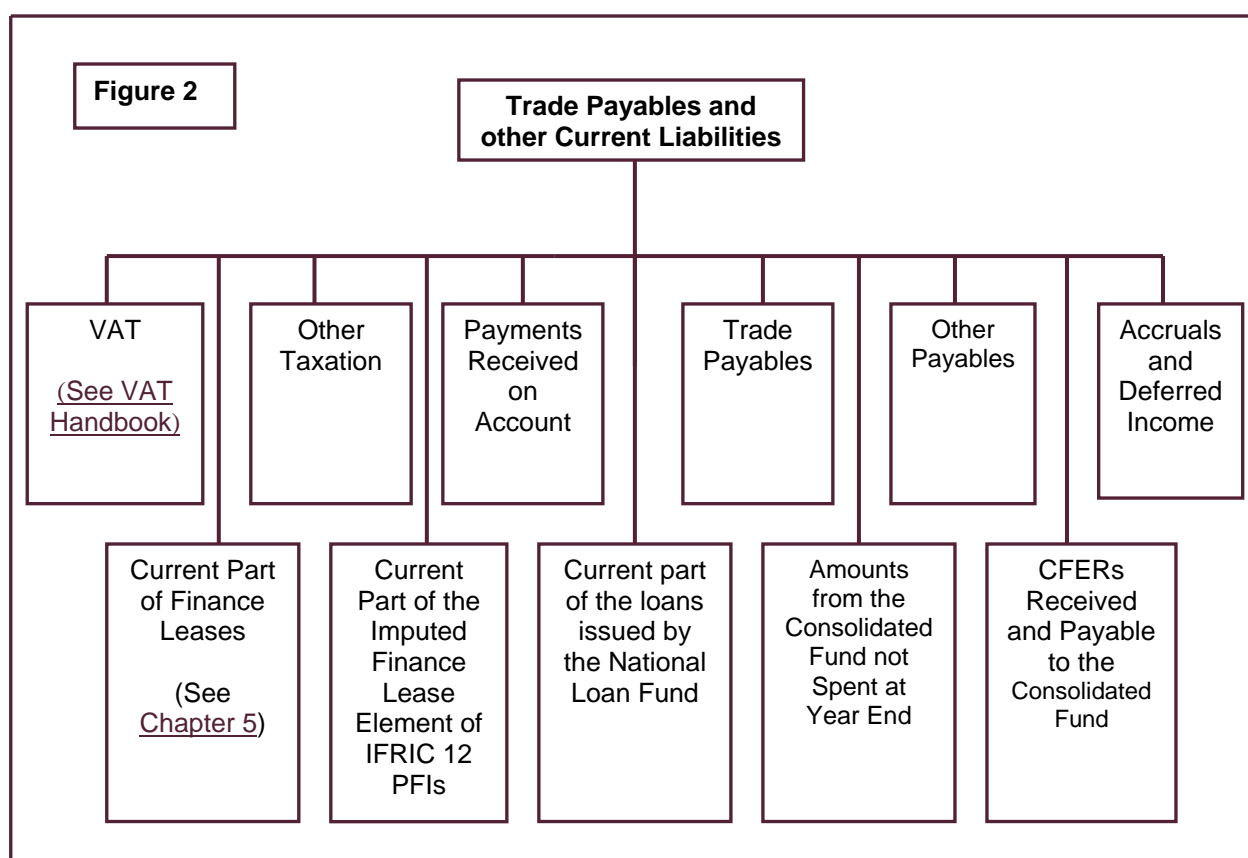 Figure 2
Trade Payables and
other Current Liabilities
VAT
(See VAT
Handbook)
Other
Taxation
Payments
Received
on
Account
Trade
Payables
Other
Payables
Accruals
and
Deferred
Income
Current Part
of Finance
Leases
(See
Chapter 5)
Current
Part of the
Imputed
Finance
Lease
Element of
IFRIC 12
PFIs
Current part
of the loans
issued by
the National
Loan Fund
Amounts
from the
Consolidated
Fund not
Spent at
Year End
CFERs
Received
and Payable
to the
Consolidated
Fund